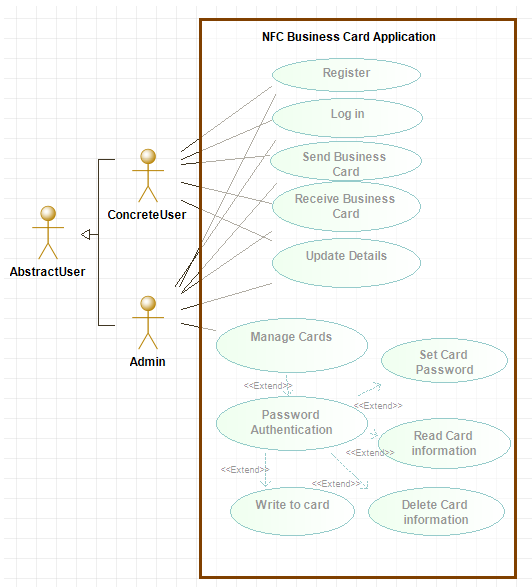 NFC Business Card Application
Register
Log in
Send Business
Card
Receive Business
Card
Update Details
ConcreteUser
AbstractUser
Admin
Manage Cards
Set Card
Password
<<Extend>>
<<Extend>>
Password
Authentication
Read Card
information
<<Extend>>
<<Extend>>
<<Extend>>
Write to card
Delete Card
information